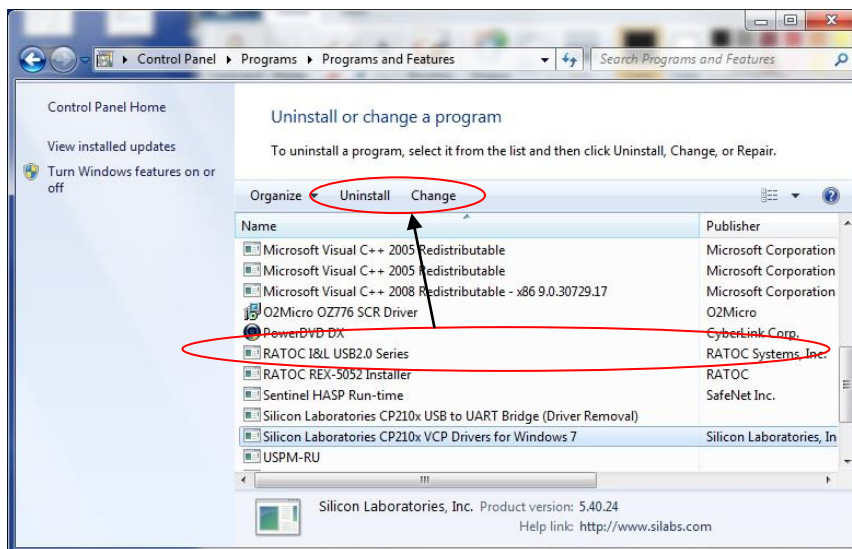 Control Panel Programs Programs and Features Search Programs and Features
Control Panel Home
View installed updates
Turn Windows features on or
off
Uninstall or change a program
To uninstall a program, select it from the list and then click Uninstall, Change, or Repair.
Organize Uninstall Change
Name Publisher
Microsoft Visual C++ 2005 Redistributable Microsoft Corporation
Microsoft Visual C++ 2005 Redistributable Microsoft Corporation
Microsoft Visual C++ 2008 Redistributable - x86 9.0.30729.17 Microsoft Corporation
O2Micro OZ776 SCR Driver O2Micro
PowerDVD DX CyberLink Corp.
RATOC I&L USB2.0 Series RATOC Systems, Inc.
RATOC REX-5052 Installer RATOC
Sentinel HASP Run-time SafeNet Inc.
Silicon Laboratories CP210x USB to UART Bridge (Driver Removal)
Silicon Laboratories CP210x VCP Drivers for Windows 7 Silicon Laboratories, In
USPM-RU
Silicon Laboratories, Inc. Product version: 5.40.24
Help link: http://www.silabs.com